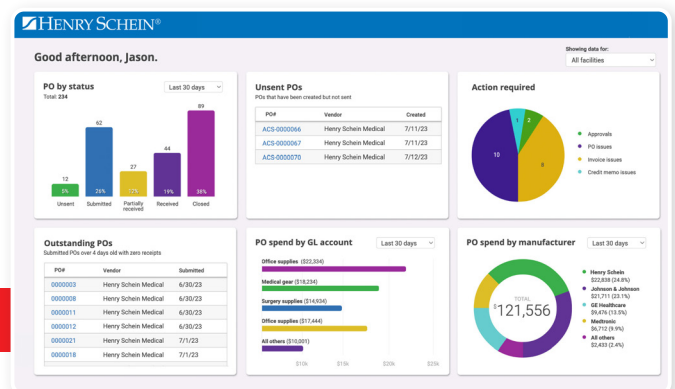 HENRY SCHEIN®
Good afternoon, Jason.
Showing data for:
All facilities
PO by status
Total: 234
Last 30 days
12
62
27
44
89
5%
26%
12%
19%
38%
Unsent
Submitted
Partially
received
Received
Closed
Unsent POs
POs that have been created but not sent
PO# Vendor Created
ACS-0000066 Henry Schein Medical 7/11/23
ACS-0000067 Henry Schein Medical 7/11/23
ACS-0000070 Henry Schein Medical 7/12/23
Action required
1
2
10
8
Approvals
PO issues
Invoice issues
Credit memo issues
Outstanding POs
Submitted POs over 4 days old with zero receipts
PO# Vendor Submitted
0000003 Henry Schein Medical 6/30/23
0000008 Henry Schein Medical 6/30/23
0000011 Henry Schein Medical 6/30/23
0000012 Henry Schein Medical 6/30/23
0000021 Henry Schein Medical 7/1/23
0000018 Henry Schein Medical 7/1/23
PO spend by GL account
Last 30 days
Office supplies ($22,334)
Medical gear ($18,234)
Surgery supplies ($14,934)
Office supplies ($17,444)
All others ($10,001)
$10k $15k $20k $25k
PO spend by manufacturer
Last 30 days
TOTAL
$121,556
Henry Schein
$22,838 (24.8%)
Johnson & Johnson
$21,711 (23.1%)
GE Healthcare
$9,476 (13.5%)
Medtronic
$6,712 (9.9%)
All others
$2,433 (2.4%)